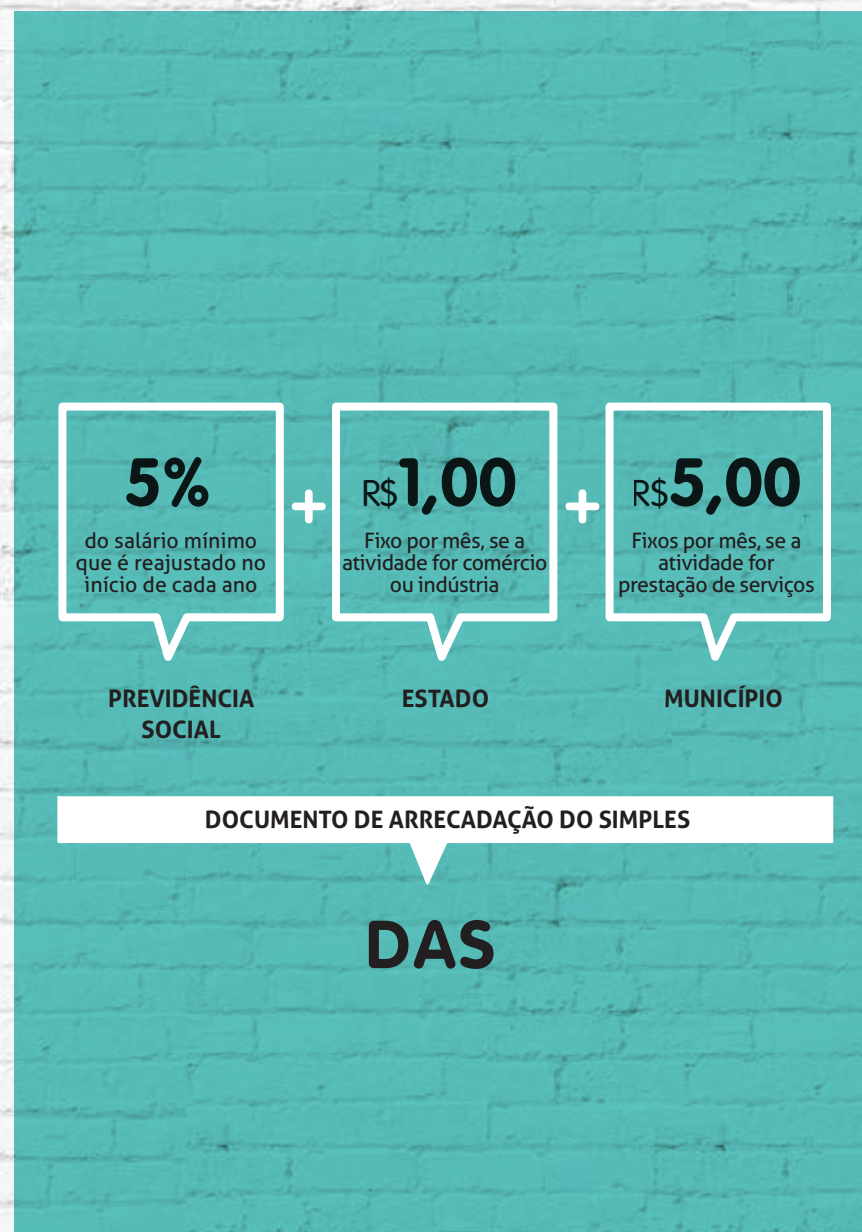 5%
do salário mínimo
que é reajustado no
início de cada ano
+
R$1,00
Fixo por mês, se a
atividade for comércio
ou indústria
+
R$5,00
Fixos por mês, se a
atividade for
prestação de serviços
PREVIDÊNCIA
SOCIAL
ESTADO
MUNICÍPIO
DOCUMENTO DE ARRECADAÇÃO DO SIMPLES
DAS